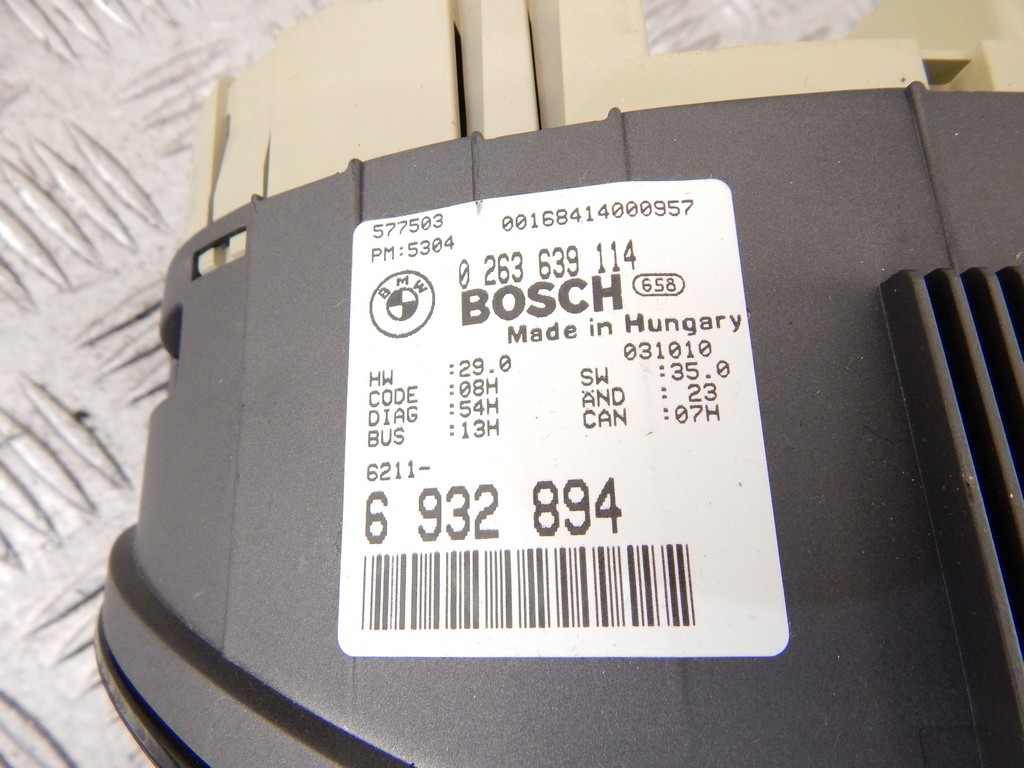 577503 00168414000957
PM:5304
0 263 639 114
BMW BOSCH 658
Made in Hungary
031010
HW :29.0 SW :35.0
CODE :08H ÄND : 23
DIAG :54H CAN :07H
BUS :13H
6211-
6 932 894